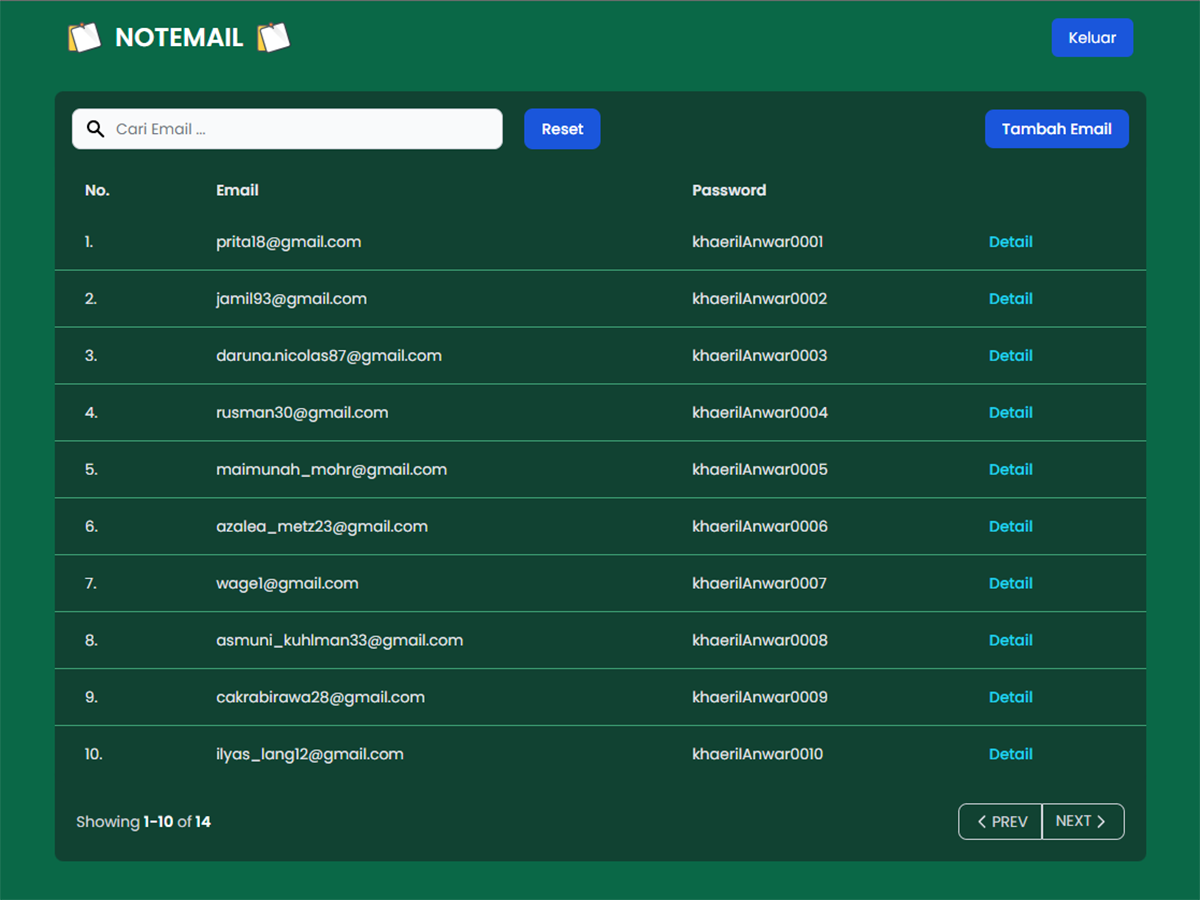 NOTEMAIL
Keluar
Cari Email ...
Reset
Tambah Email
No. Email Password
1. prita18@gmail.com khaerilAnwar0001 Detail
2. jamil93@gmail.com khaerilAnwar0002 Detail
3. daruna.nicolas87@gmail.com khaerilAnwar0003 Detail
4. rusman30@gmail.com khaerilAnwar0004 Detail
5. maimunah_mohr@gmail.com khaerilAnwar0005 Detail
6. azalea_metz23@gmail.com khaerilAnwar0006 Detail
7. wage1@gmail.com khaerilAnwar0007 Detail
8. asmuni_kuhlman33@gmail.com khaerilAnwar0008 Detail
9. cakrabirawa28@gmail.com khaerilAnwar0009 Detail
10. ilyas_lang12@gmail.com khaerilAnwar0010 Detail
Showing 1-10 of 14
PREV NEXT